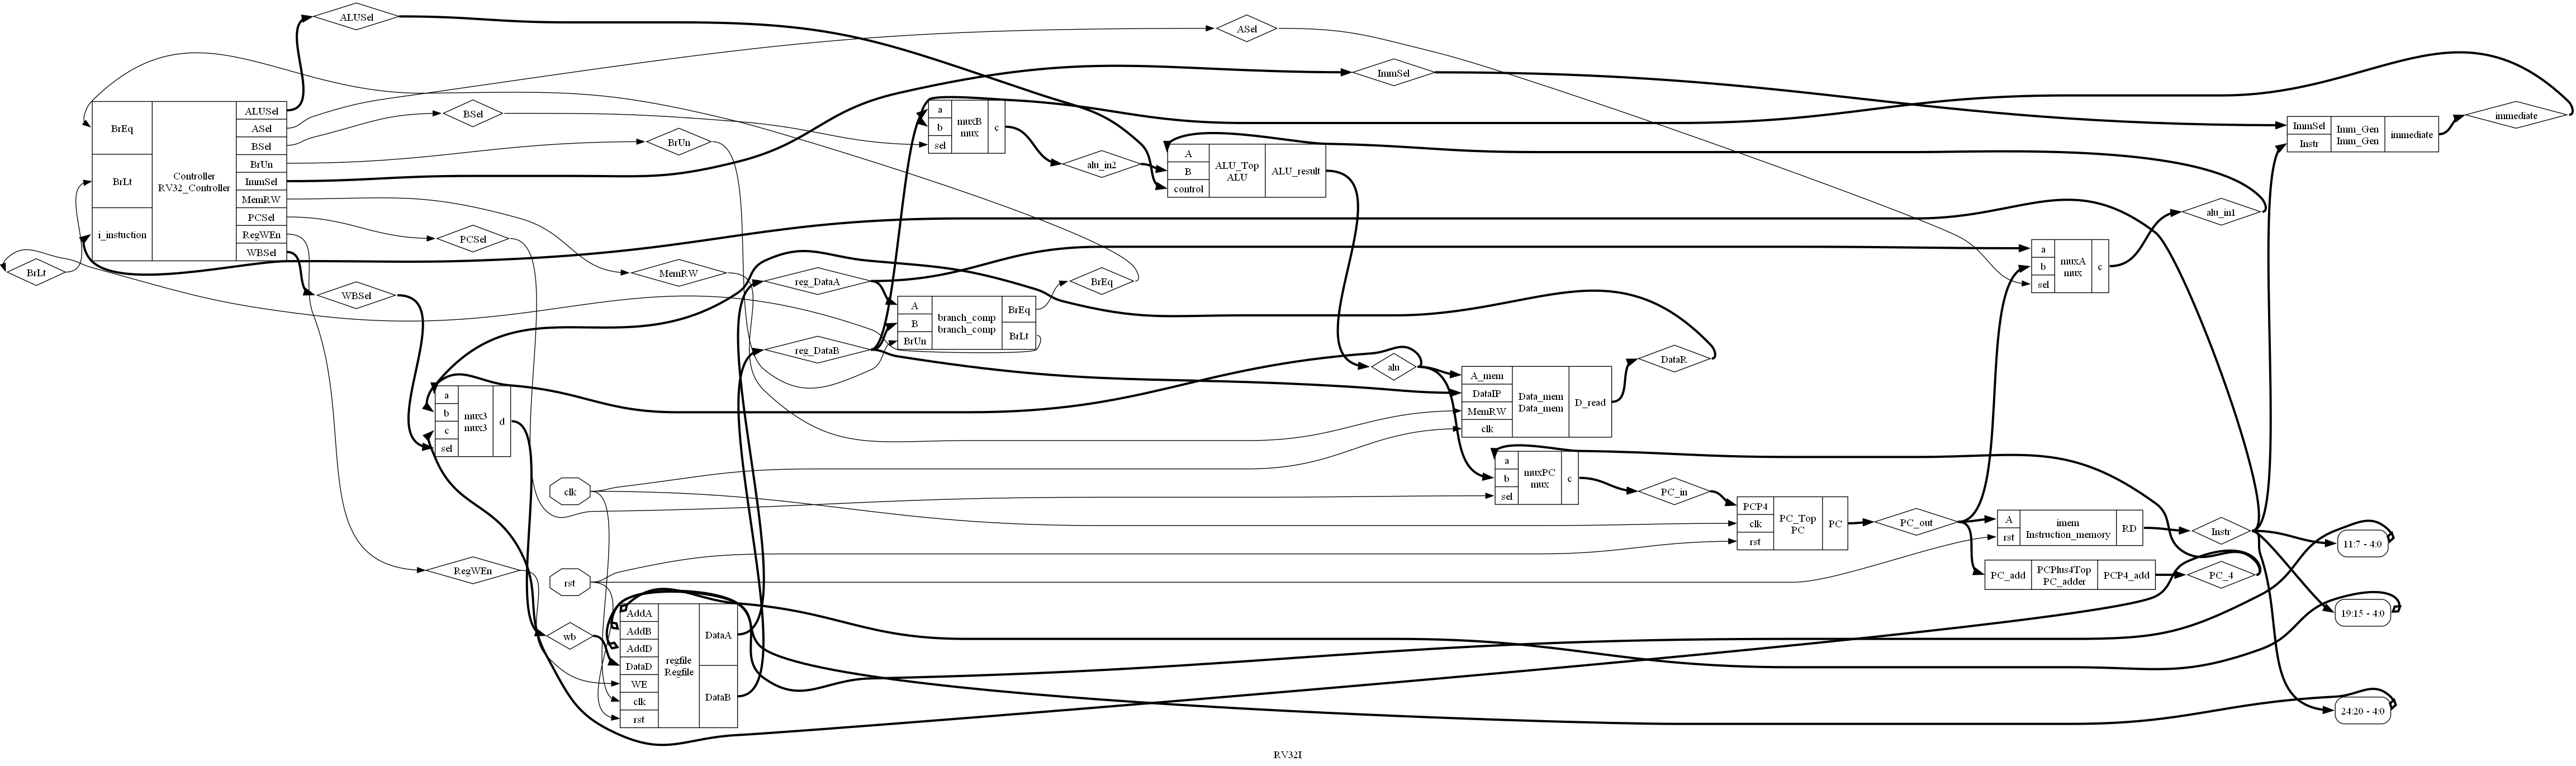 ALUSel
ASel
ImmSel
BrEq
BrLt
i_instuction
Controller
RV32_Controller
ALUSel
ASel
BSel
BrUn
ImmSel
MemRW
PCSel
RegWEn
WBSel
BSel
BrUn
a
b
sel
muxB
mux
c
alu_in2
A
B
control
ALU_Top
ALU
ALU_result
ImmSel
Instr
Imm_Gen
Imm_Gen
immediate
immediate
BrLt
WBSel
PCSel
MemRW
reg_DataA
reg_DataB
A
B
BrUn
branch_comp
branch_comp
BrEq
BrLt
BrEq
a
b
sel
muxA
mux
c
alu_in1
a
b
c
sel
mux3
mux3
d
alu
A_mem
DataIP
MemRW
clk
Data_mem
Data_mem
D_read
DataR
clk
rst
a
b
sel
muxPC
mux
c
PC_in
PCP4
clk
rst
PC_Top
PC
PC
PC_out
A
rst
imem
Instruction_memory
RD
Instr
PC_add
PCPlus4Top
PC_adder
PCP4_add
PC_4
11:7 - 4:0
19:15 - 4:0
24:20 - 4:0
RegWEn
wb
AddA
AddB
AddD
DataD
WE
clk
rst
regfile
Regfile
DataA
DataB
RV32I